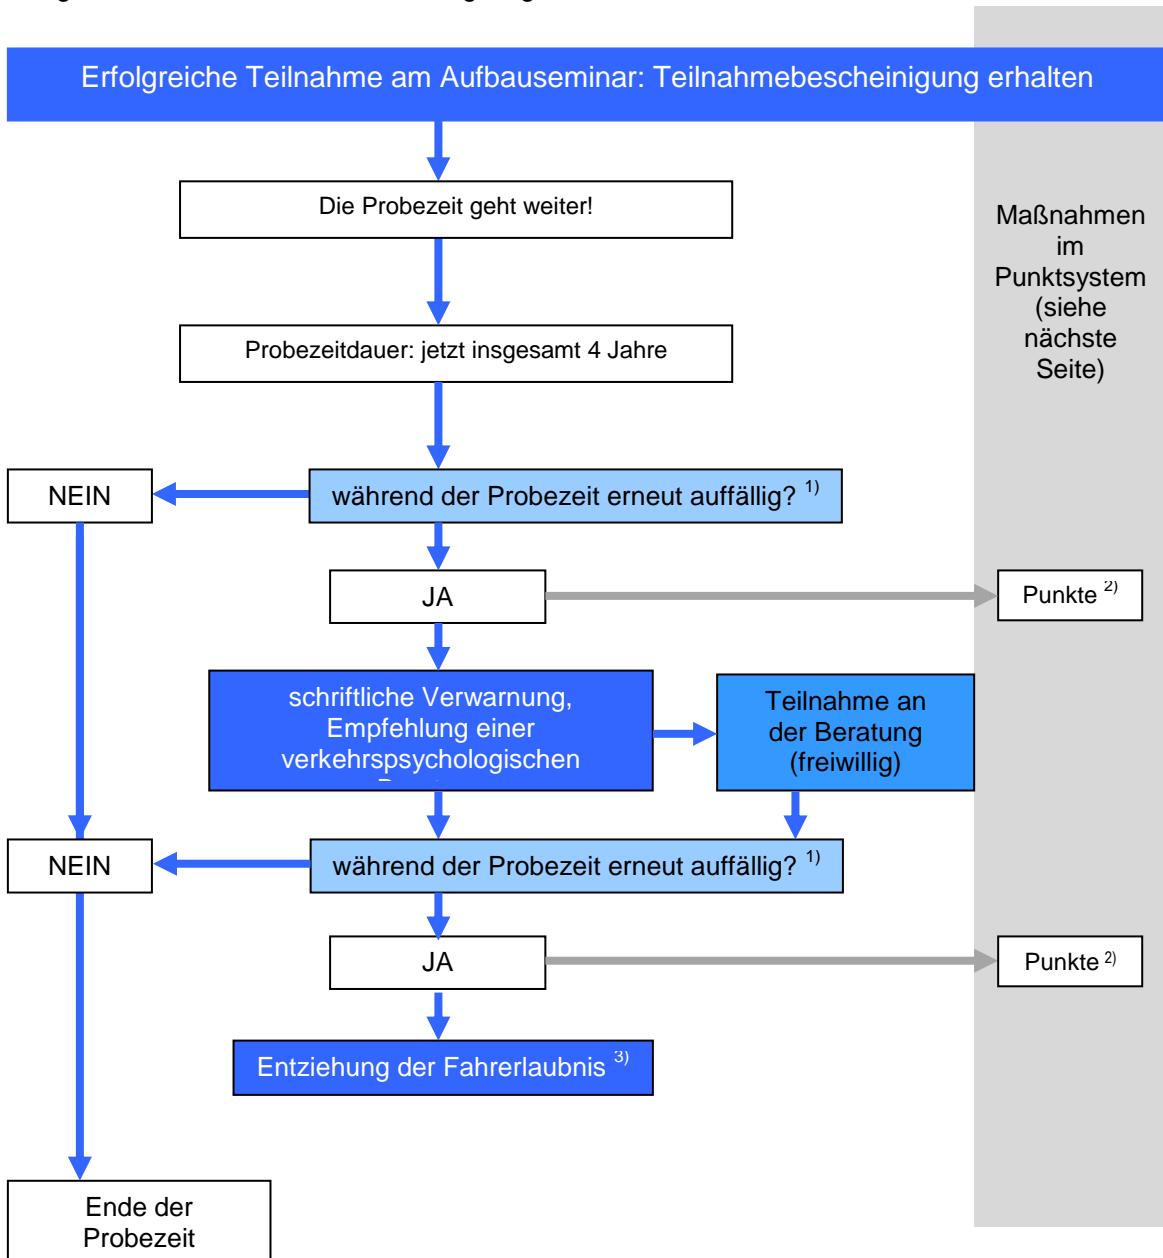 Erfolgreiche Teilnahme am Aufbauseminar: Teilnahmebescheinigung erhalten
Die Probezeit geht weiter!
Maßnahmen
im
Punktsystem
(siehe
nächste
Seite)
Probezeitdauer: jetzt insgesamt 4 Jahre
NEIN
während der Probezeit erneut auffällig? 1)
JA
Punkte 2)
schriftliche Verwarnung,
Empfehlung einer
verkehrspsychologischen
Teilnahme an
der Beratung
(freiwillig)
NEIN
während der Probezeit erneut auffällig? 1)
JA
Punkte 2)
Entziehung der Fahrerlaubnis 3)
Ende der
Probezeit